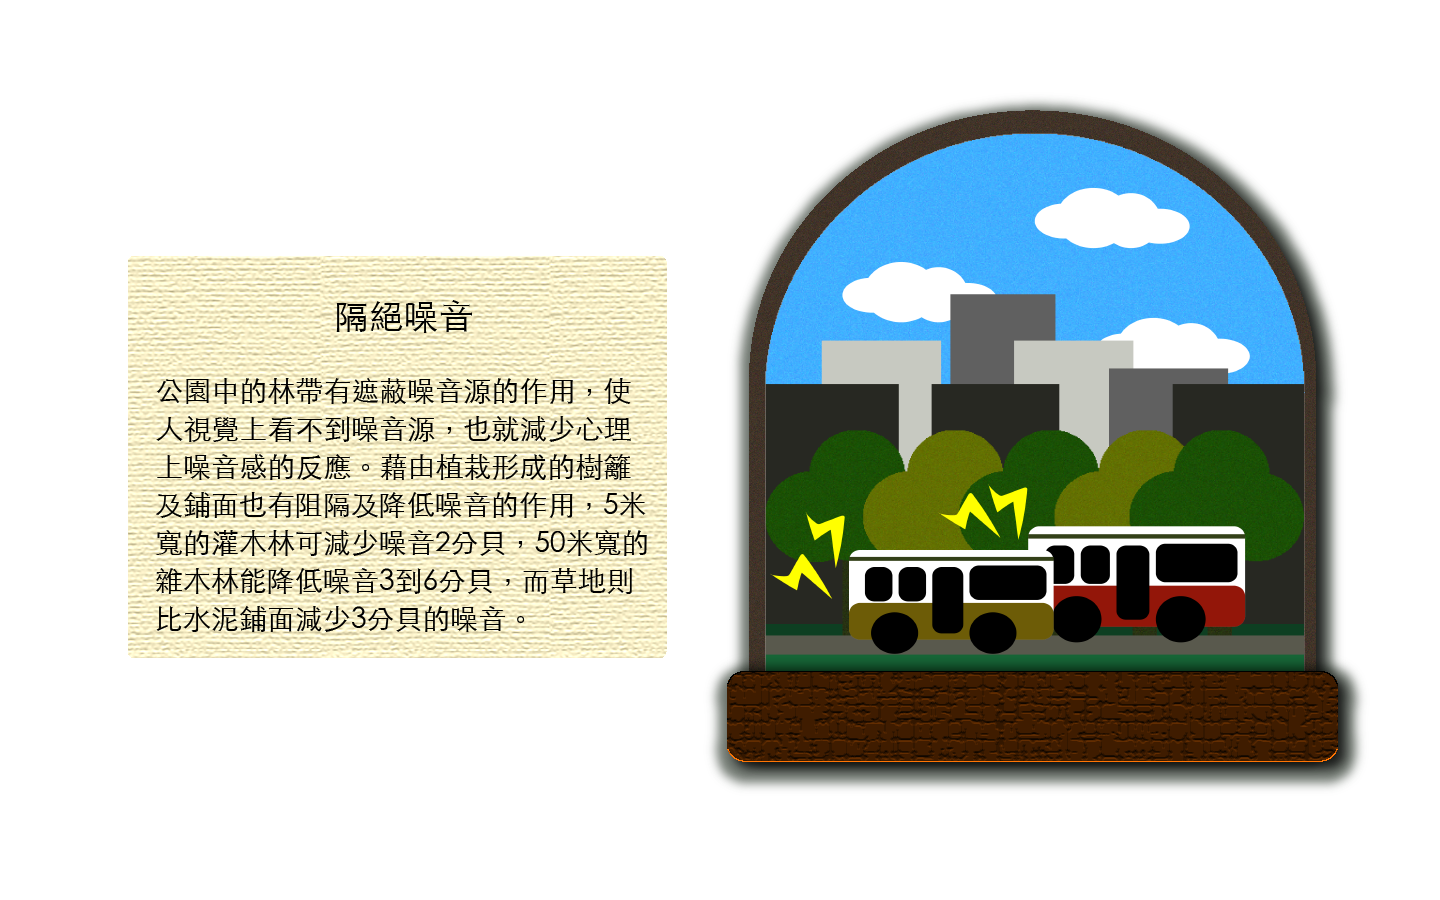 隔絕噪音
公園中的林帶有遮蔽噪音源的作用，使
人視覺上看不到噪音源，也就減少心理
上噪音感的反應。藉由植栽形成的樹籬
及鋪面也有阻隔及降低噪音的作用，5米
寬的灌木林可減少噪音2分貝，50米寬的
雜木林能降低噪音3到6分貝，而草地則
比水泥鋪面減少3分貝的噪音。